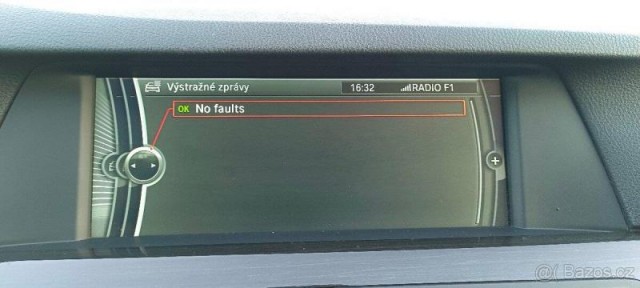 Výstražné zprávy 16:32 RADIO F1
OK No faults
+
Bazos.cz